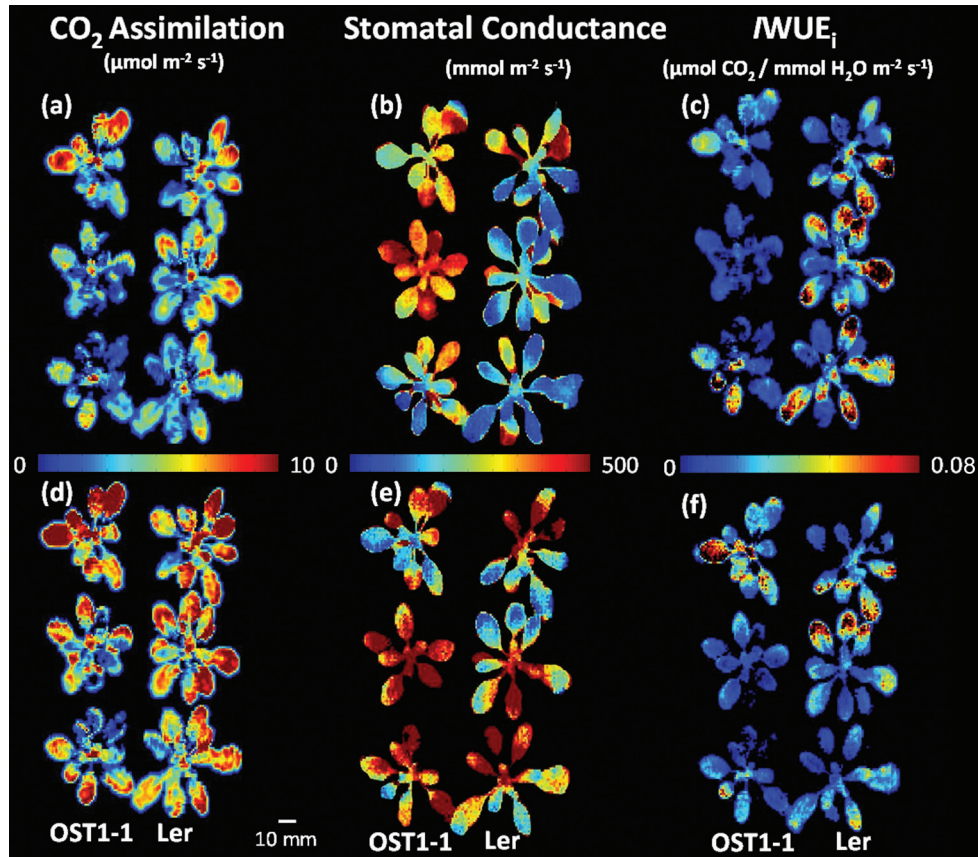 CO₂ Assimilation Stomatal Conductance IWUEᵢ
(µmol m⁻² s⁻¹) (mmol m⁻² s⁻¹) (µmol CO₂ / mmol H₂O m⁻² s⁻¹)
(a) (b) (c)
0 10 0 500 0 0.08
(d) (e) (f)
OST1-1 Ler 10 mm OST1-1 Ler OST1-1 Ler